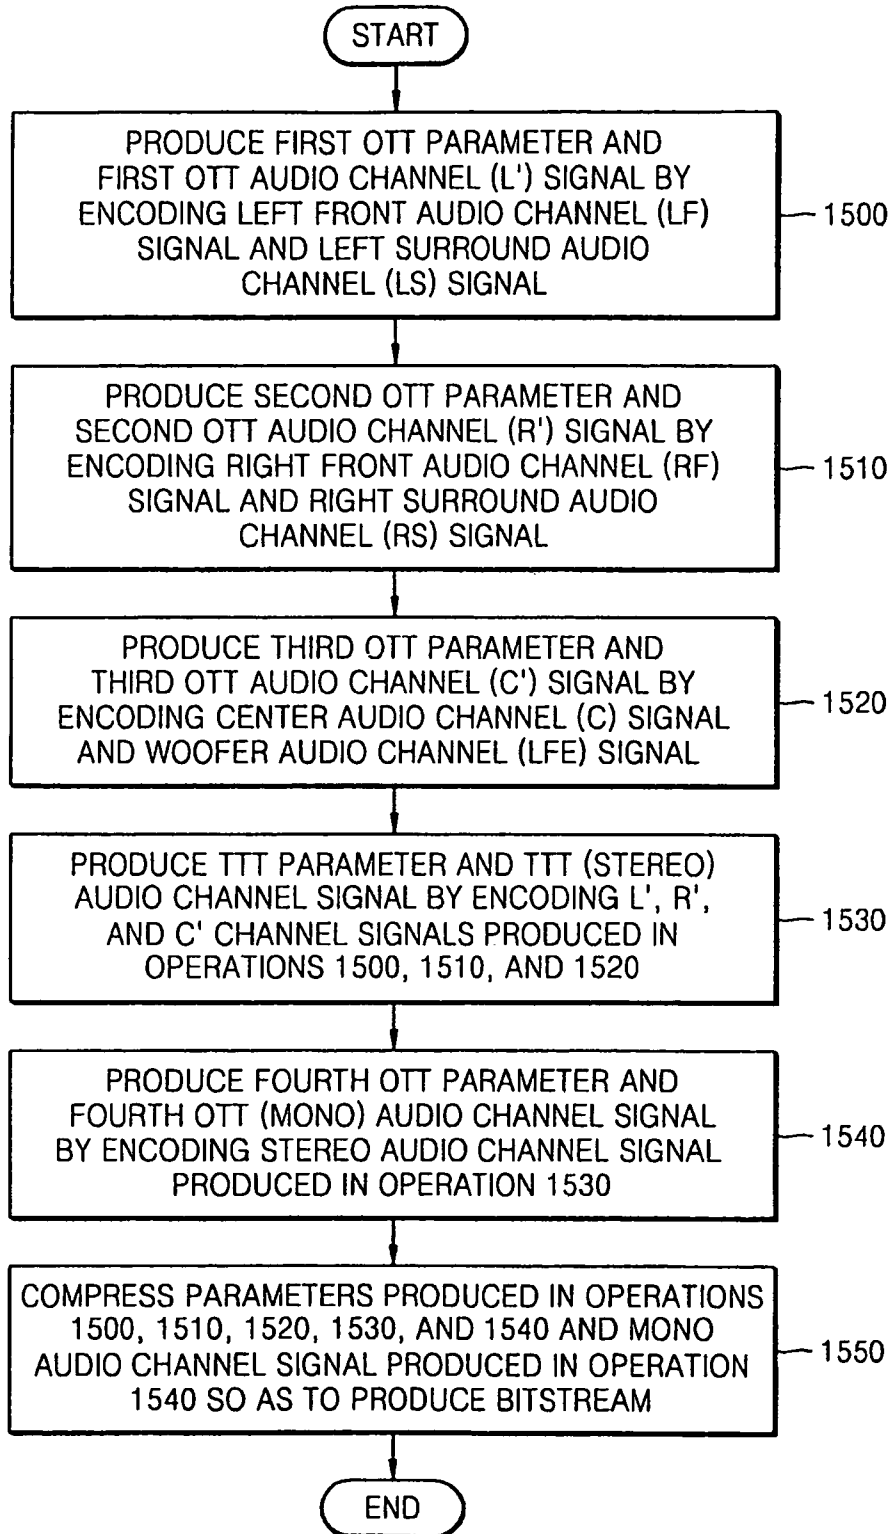 START
PRODUCE FIRST OTT PARAMETER AND
FIRST OTT AUDIO CHANNEL (L') SIGNAL BY
ENCODING LEFT FRONT AUDIO CHANNEL (LF)
SIGNAL AND LEFT SURROUND AUDIO
CHANNEL (LS) SIGNAL
1500
PRODUCE SECOND OTT PARAMETER AND
SECOND OTT AUDIO CHANNEL (R') SIGNAL BY
ENCODING RIGHT FRONT AUDIO CHANNEL (RF)
SIGNAL AND RIGHT SURROUND AUDIO
CHANNEL (RS) SIGNAL
1510
PRODUCE THIRD OTT PARAMETER AND
THIRD OTT AUDIO CHANNEL (C') SIGNAL BY
ENCODING CENTER AUDIO CHANNEL (C) SIGNAL
AND WOOFER AUDIO CHANNEL (LFE) SIGNAL
1520
PRODUCE TTT PARAMETER AND TTT (STEREO)
AUDIO CHANNEL SIGNAL BY ENCODING L', R',
AND C' CHANNEL SIGNALS PRODUCED IN
OPERATIONS 1500, 1510, AND 1520
1530
PRODUCE FOURTH OTT PARAMETER AND
FOURTH OTT (MONO) AUDIO CHANNEL SIGNAL
BY ENCODING STEREO AUDIO CHANNEL SIGNAL
PRODUCED IN OPERATION 1530
1540
COMPRESS PARAMETERS PRODUCED IN OPERATIONS
1500, 1510, 1520, 1530, AND 1540 AND MONO
AUDIO CHANNEL SIGNAL PRODUCED IN OPERATION
1540 SO AS TO PRODUCE BITSTREAM
1550
END